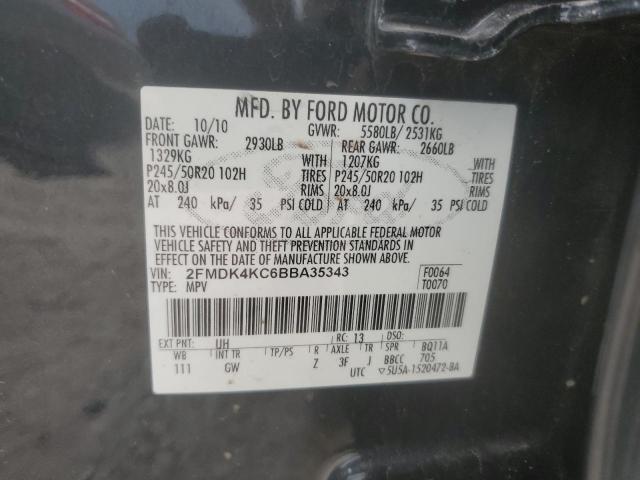 MFD. BY FORD MOTOR CO.
DATE: 10/10 GVWR: 5580LB/ 2531KG
FRONT GAWR: 2930LB REAR GAWR: 2660LB
1329KG WITH 1207KG WITH
P245/50R20 102H TIRES P245/50R20 102H TIRES
20x8.0J RIMS 20x8.0J RIMS
AT 240 kPa/ 35 PSI COLD AT 240 kPa/ 35 PSI COLD
THIS VEHICLE CONFORMS TO ALL APPLICABLE FEDERAL MOTOR
VEHICLE SAFETY AND THEFT PREVENTION STANDARDS IN
EFFECT ON THE DATE OF MANUFACTURE SHOWN ABOVE.
VIN: 2FMDK4KC6BBA35343 F0064
TYPE: MPV T0070
EXT PNT: UH RC: 13 DSO:
WB INT TR TP/PS R AXLE TR SPR BQ11A
111 GW Z 3F J BBCC 705
UTC ▽5U5A-1520472-BA